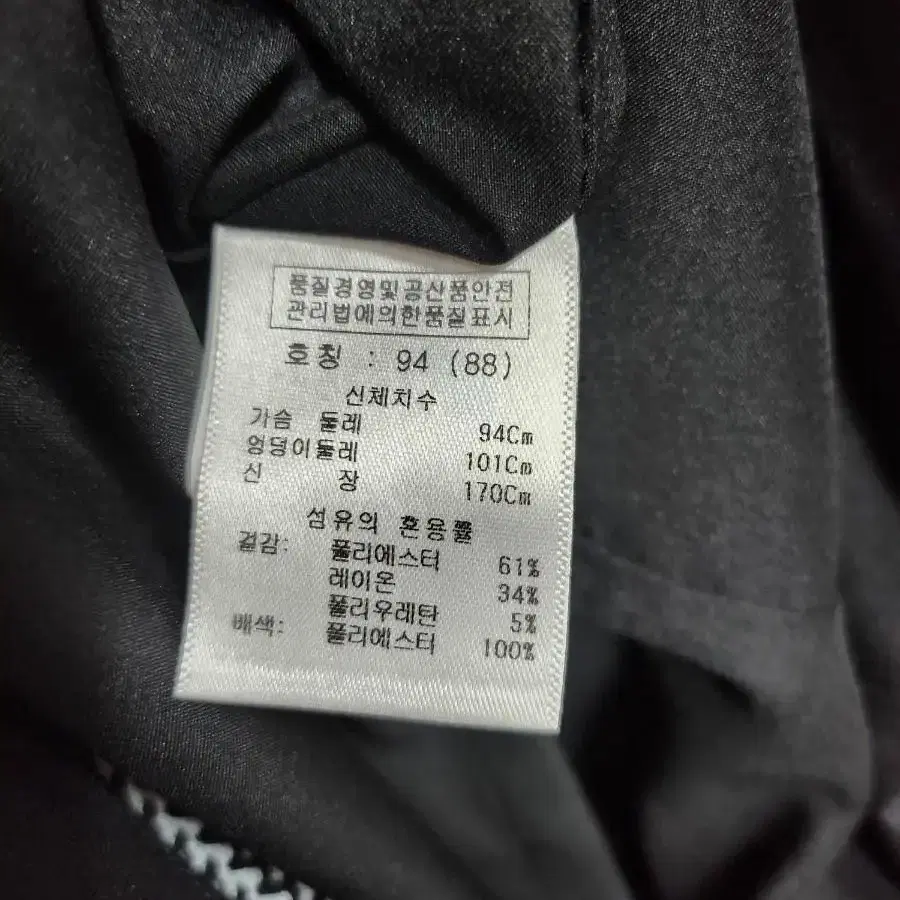 품질경영및공산품안전
관리법에의한품질표시
호칭 : 94 (88)
신체치수
가슴 둘레 94Cm
엉덩이둘레 101Cm
신 장 170Cm
섬유의 혼용률
겉감: 폴리에스터 61%
레이온 34%
폴리우레탄 5%
배색: 폴리에스터 100%